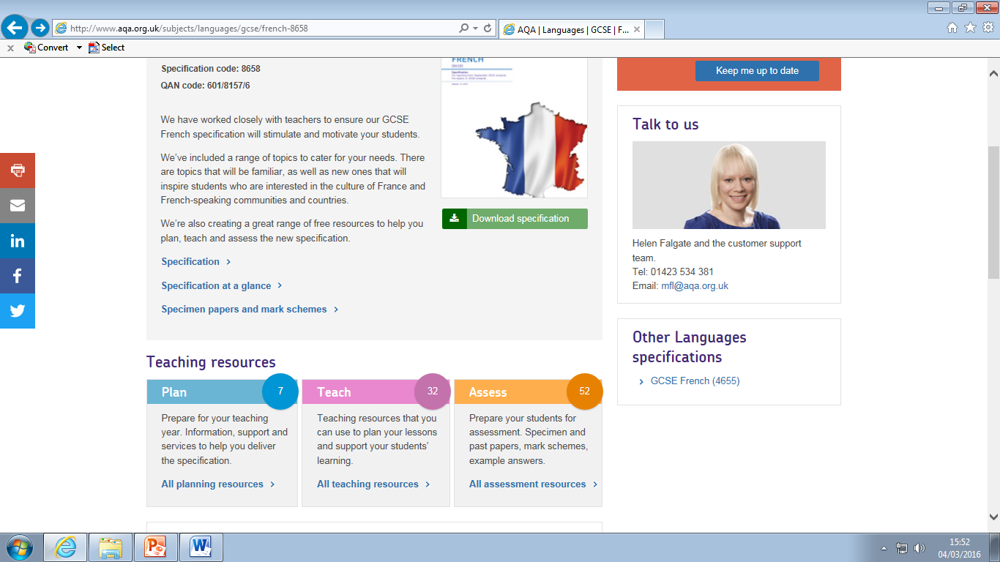 http://www.aqa.org.uk/subjects/languages/gcse/french-8658
AQA | Languages | GCSE | F...
Convert
Select
Specification code: 8658
QAN code: 601/8157/6
We have worked closely with teachers to ensure our GCSE
French specification will stimulate and motivate your students.
We've included a range of topics to cater for your needs. There
are topics that will be familiar, as well as new ones that will
inspire students who are interested in the culture of France and
French-speaking communities and countries.
We're also creating a great range of free resources to help you
plan, teach and assess the new specification.
Specification
Specification at a glance
Specimen papers and mark schemes
FRENCH
Download specification
Keep me up to date
Talk to us
Helen Falgate and the customer support
team.
Tel: 01423 534 381
Email: mfl@aqa.org.uk
Other Languages
specifications
GCSE French (4655)
Teaching resources
Plan
7
Prepare for your teaching
year. Information, support and
services to help you deliver
the specification.
All planning resources
Teach
32
Teaching resources that you
can use to plan your lessons
and support your students'
learning.
All teaching resources
Assess
52
Prepare your students for
assessment. Specimen and
past papers, mark schemes,
example answers.
All assessment resources
15:52
04/03/2016